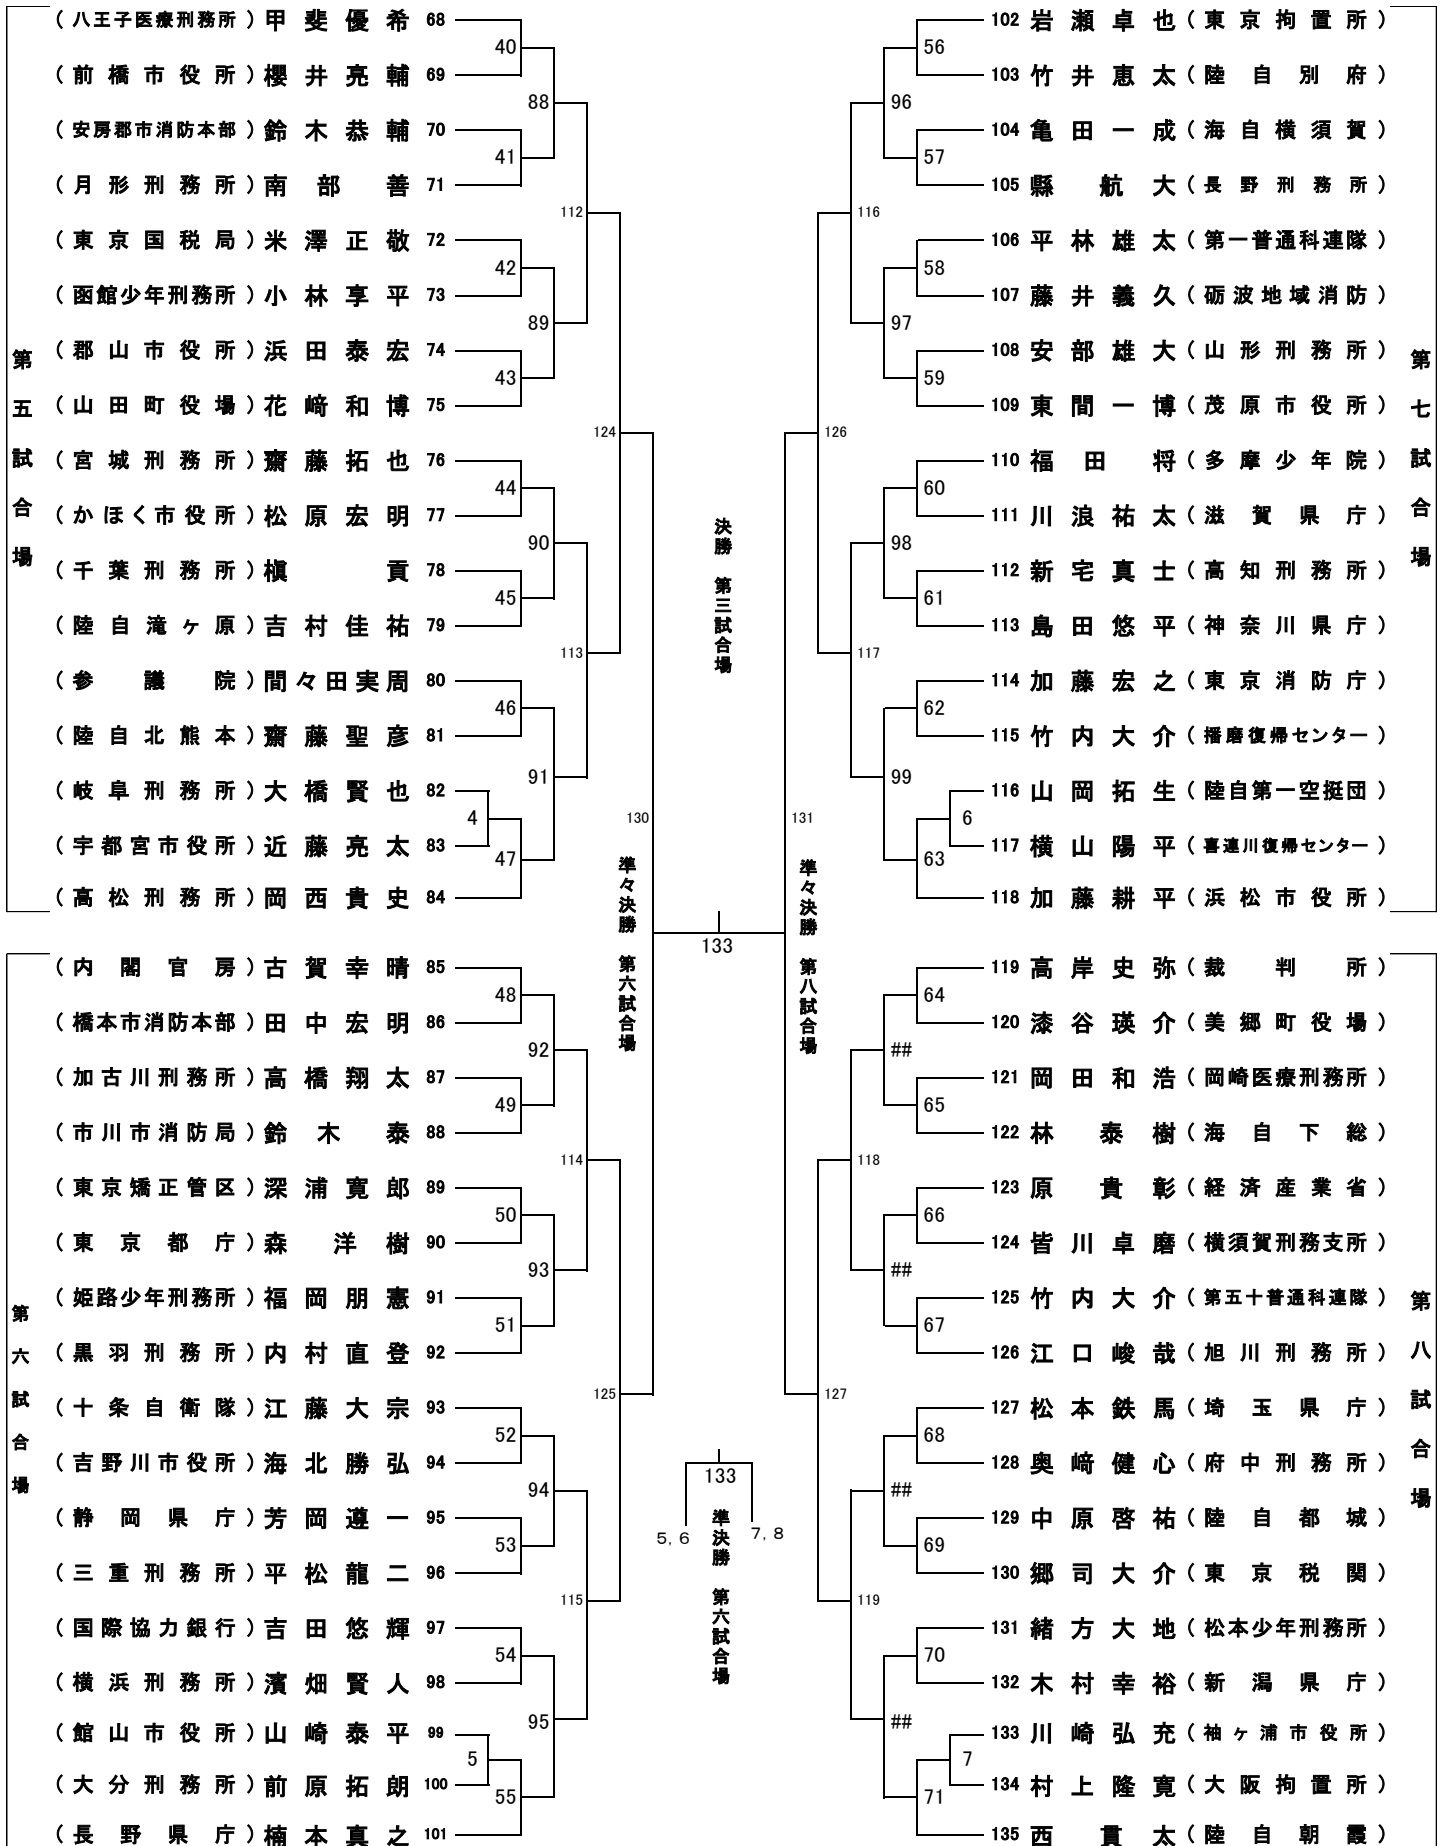 第五試合場
(八王子医療刑務所) 甲斐優希 68
(前橋市役所) 櫻井亮輔 69
(安房郡市消防本部) 鈴木恭輔 70
(月形刑務所) 南部善 71
(東京国税局) 米澤正敬 72
(函館少年刑務所) 小林享平 73
(郡山市役所) 浜田泰宏 74
(山田町役場) 花﨑和博 75
(宮城刑務所) 齋藤拓也 76
(かほく市役所) 松原宏明 77
(千葉刑務所) 槇貢 78
(陸自滝ヶ原) 吉村佳祐 79
(参議院) 間々田実周 80
(陸自北熊本) 齋藤聖彦 81
(岐阜刑務所) 大橋賢也 82
(宇都宮市役所) 近藤亮太 83
(高松刑務所) 岡西貴史 84
40
41
42
43
44
45
46
4
47
88
89
90
91
112
113
124
第六試合場
(内閣官房) 古賀幸晴 85
(橋本市消防本部) 田中宏明 86
(加古川刑務所) 高橋翔太 87
(市川市消防局) 鈴木泰 88
(東京矯正管区) 深浦寛郎 89
(東京都庁) 森洋樹 90
(姫路少年刑務所) 福岡朋憲 91
(黒羽刑務所) 内村直登 92
(十条自衛隊) 江藤大宗 93
(吉野川市役所) 海北勝弘 94
(静岡県庁) 芳岡遵一 95
(三重刑務所) 平松龍二 96
(国際協力銀行) 吉田悠輝 97
(横浜刑務所) 濱畑賢人 98
(館山市役所) 山崎泰平 99
(大分刑務所) 前原拓朗 100
(長野県庁) 楠本真之 101
48
49
50
51
52
53
54
5
55
92
93
94
95
114
115
125
130
準々決勝 第六試合場
決勝 第三試合場
133
133
5,6
7,8
準決勝 第六試合場
131
準々決勝 第八試合場
第七試合場
102 岩瀬卓也 (東京拘置所)
103 竹井恵太 (陸自別府)
104 亀田一成 (海自横須賀)
105 縣航大 (長野刑務所)
106 平林雄太 (第一普通科連隊)
107 藤井義久 (砺波地域消防)
108 安部雄大 (山形刑務所)
109 東間一博 (茂原市役所)
110 福田将 (多摩少年院)
111 川浪祐太 (滋賀県庁)
112 新宅真士 (高知刑務所)
113 島田悠平 (神奈川県庁)
114 加藤宏之 (東京消防庁)
115 竹内大介 (播磨復帰センター)
116 山岡拓生 (陸自第一空挺団)
117 横山陽平 (喜連川復帰センター)
118 加藤耕平 (浜松市役所)
56
57
58
59
60
61
62
6
63
96
97
98
99
116
117
126
第八試合場
119 高岸史弥 (裁判所)
120 漆谷瑛介 (美郷町役場)
121 岡田和浩 (岡崎医療刑務所)
122 林泰樹 (海自下総)
123 原貴彰 (経済産業省)
124 皆川卓磨 (横須賀刑務支所)
125 竹内大介 (第五十普通科連隊)
126 江口峻哉 (旭川刑務所)
127 松本鉄馬 (埼玉県庁)
128 奥﨑健心 (府中刑務所)
129 中原啓祐 (陸自都城)
130 郷司大介 (東京税関)
131 緒方大地 (松本少年刑務所)
132 木村幸裕 (新潟県庁)
133 川崎弘充 (袖ヶ浦市役所)
134 村上隆寛 (大阪拘置所)
135 西貫太 (陸自朝霞)
64
65
66
67
68
69
70
7
71
##
##
##
##
118
119
127